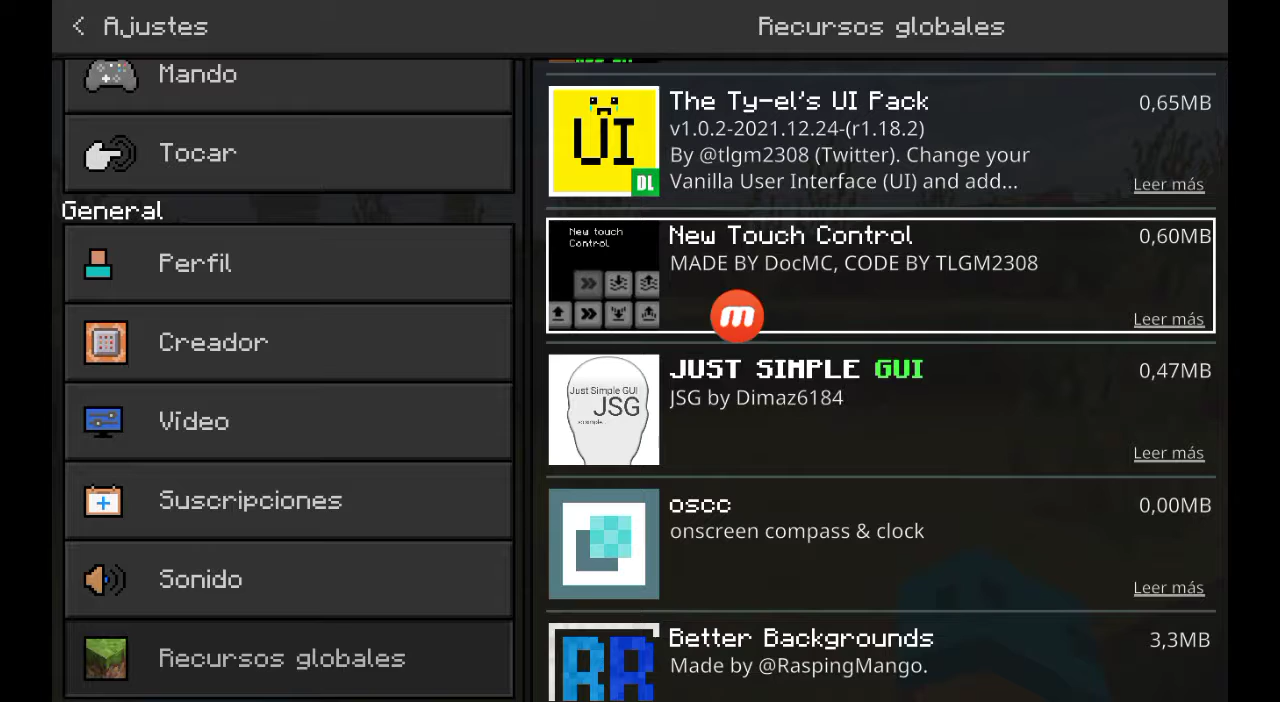 Ajustes
Recursos globales
Mando
Tocar
General
Perfil
Creador
Vídeo
Suscripciones
Sonido
Recursos globales
The Ty-el's UI Pack
0,65MB
v1.0.2-2021.12.24-(r1.18.2)
By @tlgm2308 (Twitter). Change your
Vanilla User Interface (UI) and add...
Leer más
UI
DL
New Touch Control
0,60MB
MADE BY DocMC, CODE BY TLGM2308
Leer más
New touch
Control
JUST SIMPLE GUI
0,47MB
JSG by Dimaz6184
Leer más
Just Simple GUI
JSG
oscc
0,00MB
onscreen compass & clock
Leer más
Better Backgrounds
3,3MB
Made by @RaspingMango.